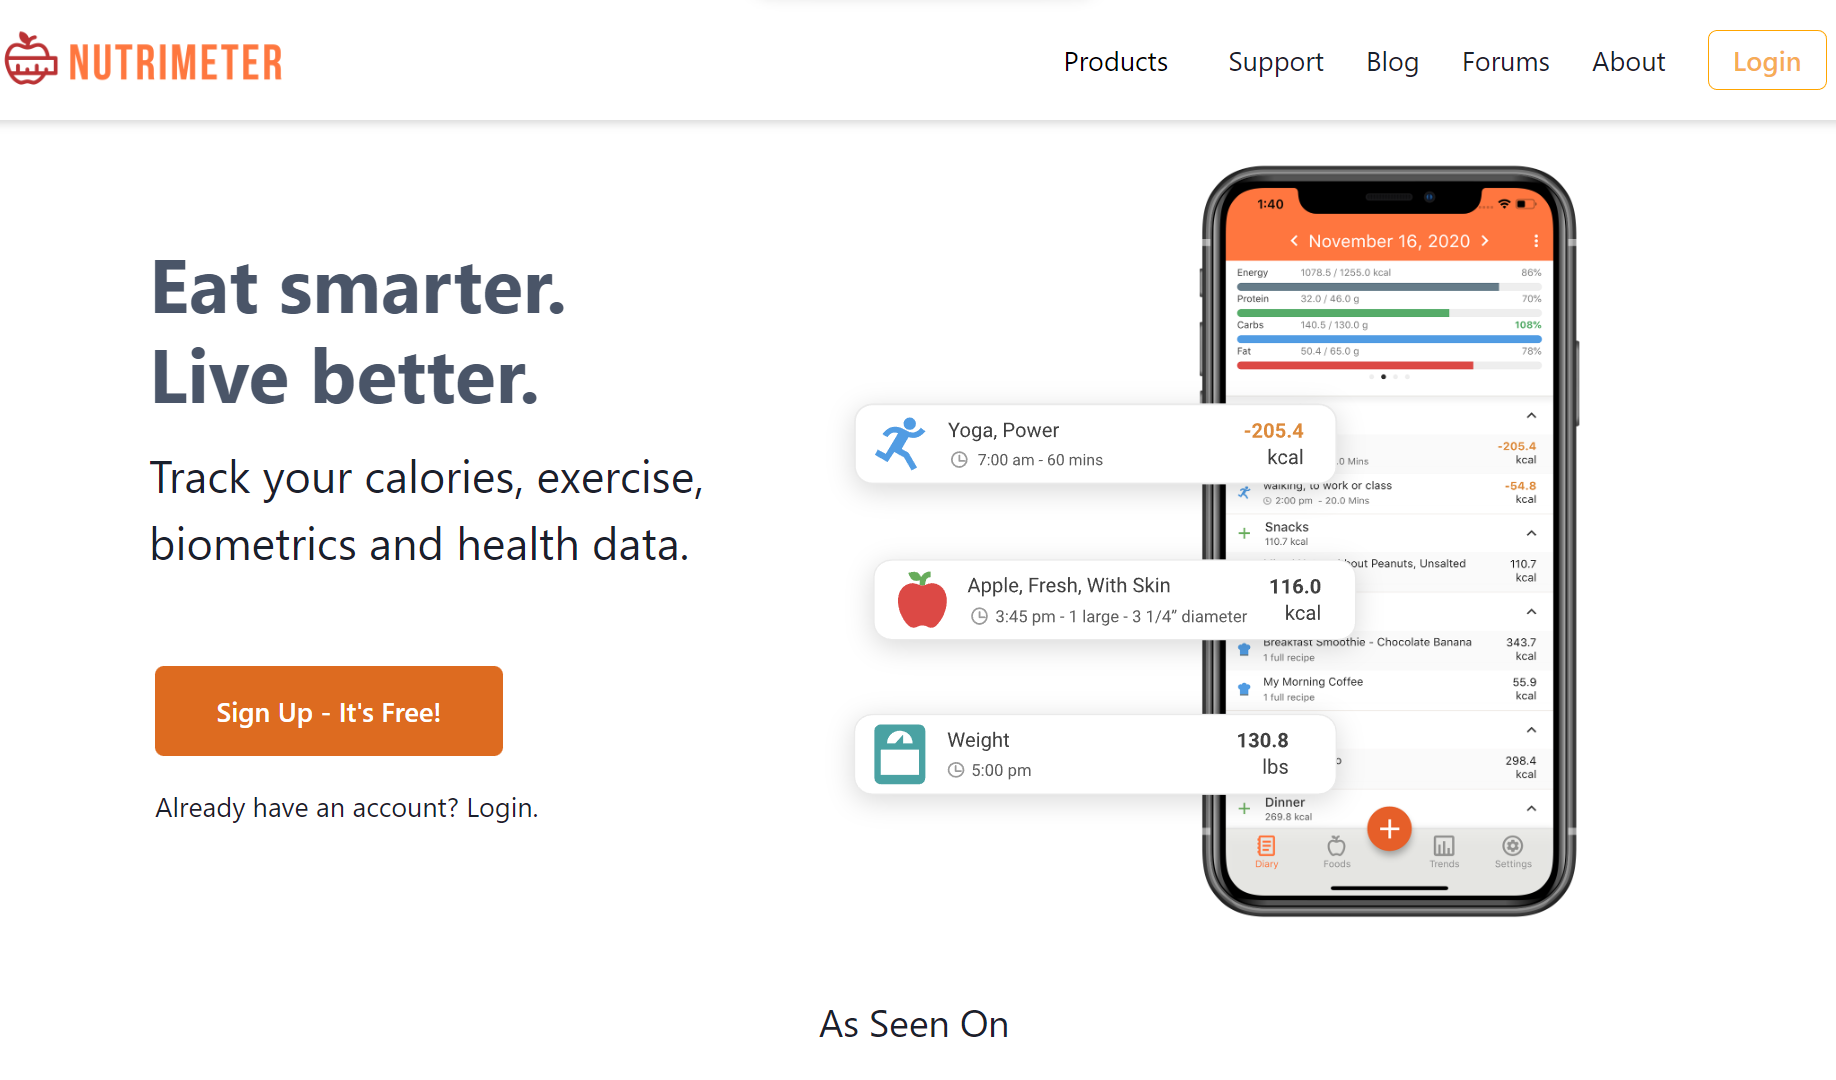 NUTRIMETER
Products
Support
Blog
Forums
About
Login
Eat smarter.
Live better.
Track your calories, exercise,
biometrics and health data.
Sign Up - It's Free!
Already have an account? Login.
1:40
November 16, 2020
Energy 1078.5 / 1255.0 kcal 86%
Protein 32.0 / 46.0 g 70%
Carbs 140.5 / 130.0 g 108%
Fat 50.4 / 65.0 g 78%
Yoga, Power -205.4
7:00 am - 60 mins kcal
-205.4
.0 Mins kcal
walking, to work or class -54.8
2:00 pm - 20.0 Mins kcal
Snacks
110.7 kcal
Peanuts, Unsalted 110.7
kcal
Apple, Fresh, With Skin 116.0
3:45 pm - 1 large - 3 1/4” diameter kcal
Breakfast Smoothie - Chocolate Banana 343.7
1 full recipe kcal
My Morning Coffee 55.9
1 full recipe kcal
Weight 130.8
5:00 pm lbs
298.4
kcal
Dinner
269.8 kcal
Diary
Foods
Trends
Settings
As Seen On